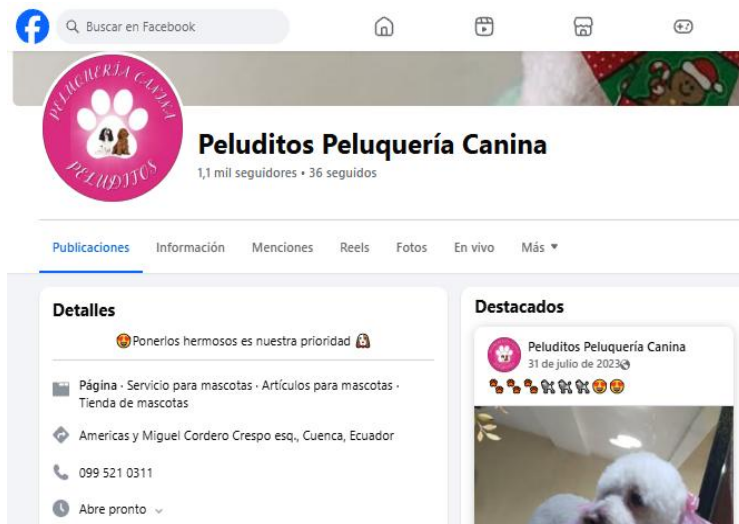 Buscar en Facebook
PELUQUERÍA CANINA
PELUDITOS
Peluditos Peluquería Canina
1,1 mil seguidores • 36 seguidos
Publicaciones Información Menciones Reels Fotos En vivo Más
Detalles
Ponerlos hermosos es nuestra prioridad
Página · Servicio para mascotas · Artículos para mascotas ·
Tienda de mascotas
Americas y Miguel Cordero Crespo esq., Cuenca, Ecuador
099 521 0311
Abre pronto
Destacados
Peluditos Peluquería Canina
31 de julio de 2023